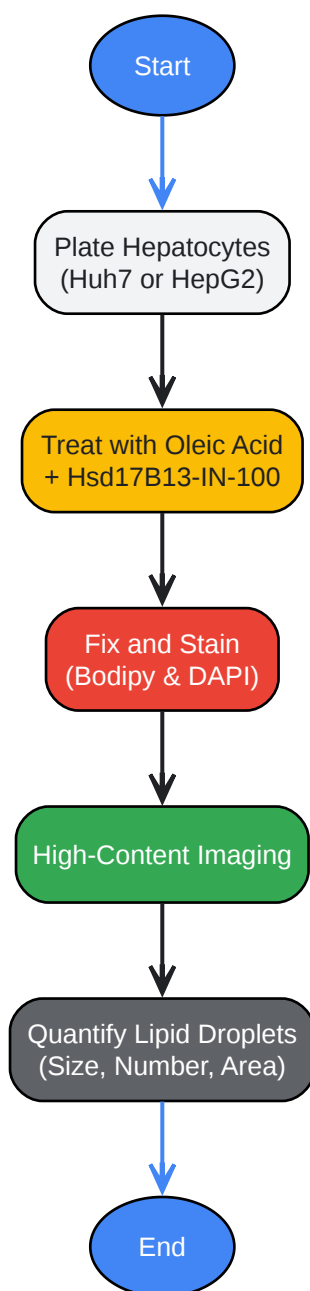 Start
Plate Hepatocytes
(Huh7 or HepG2)
Treat with Oleic Acid
+ Hsd17B13-IN-100
Fix and Stain
(Bodipy & DAPI)
High-Content Imaging
Quantify Lipid Droplets
(Size, Number, Area)
End